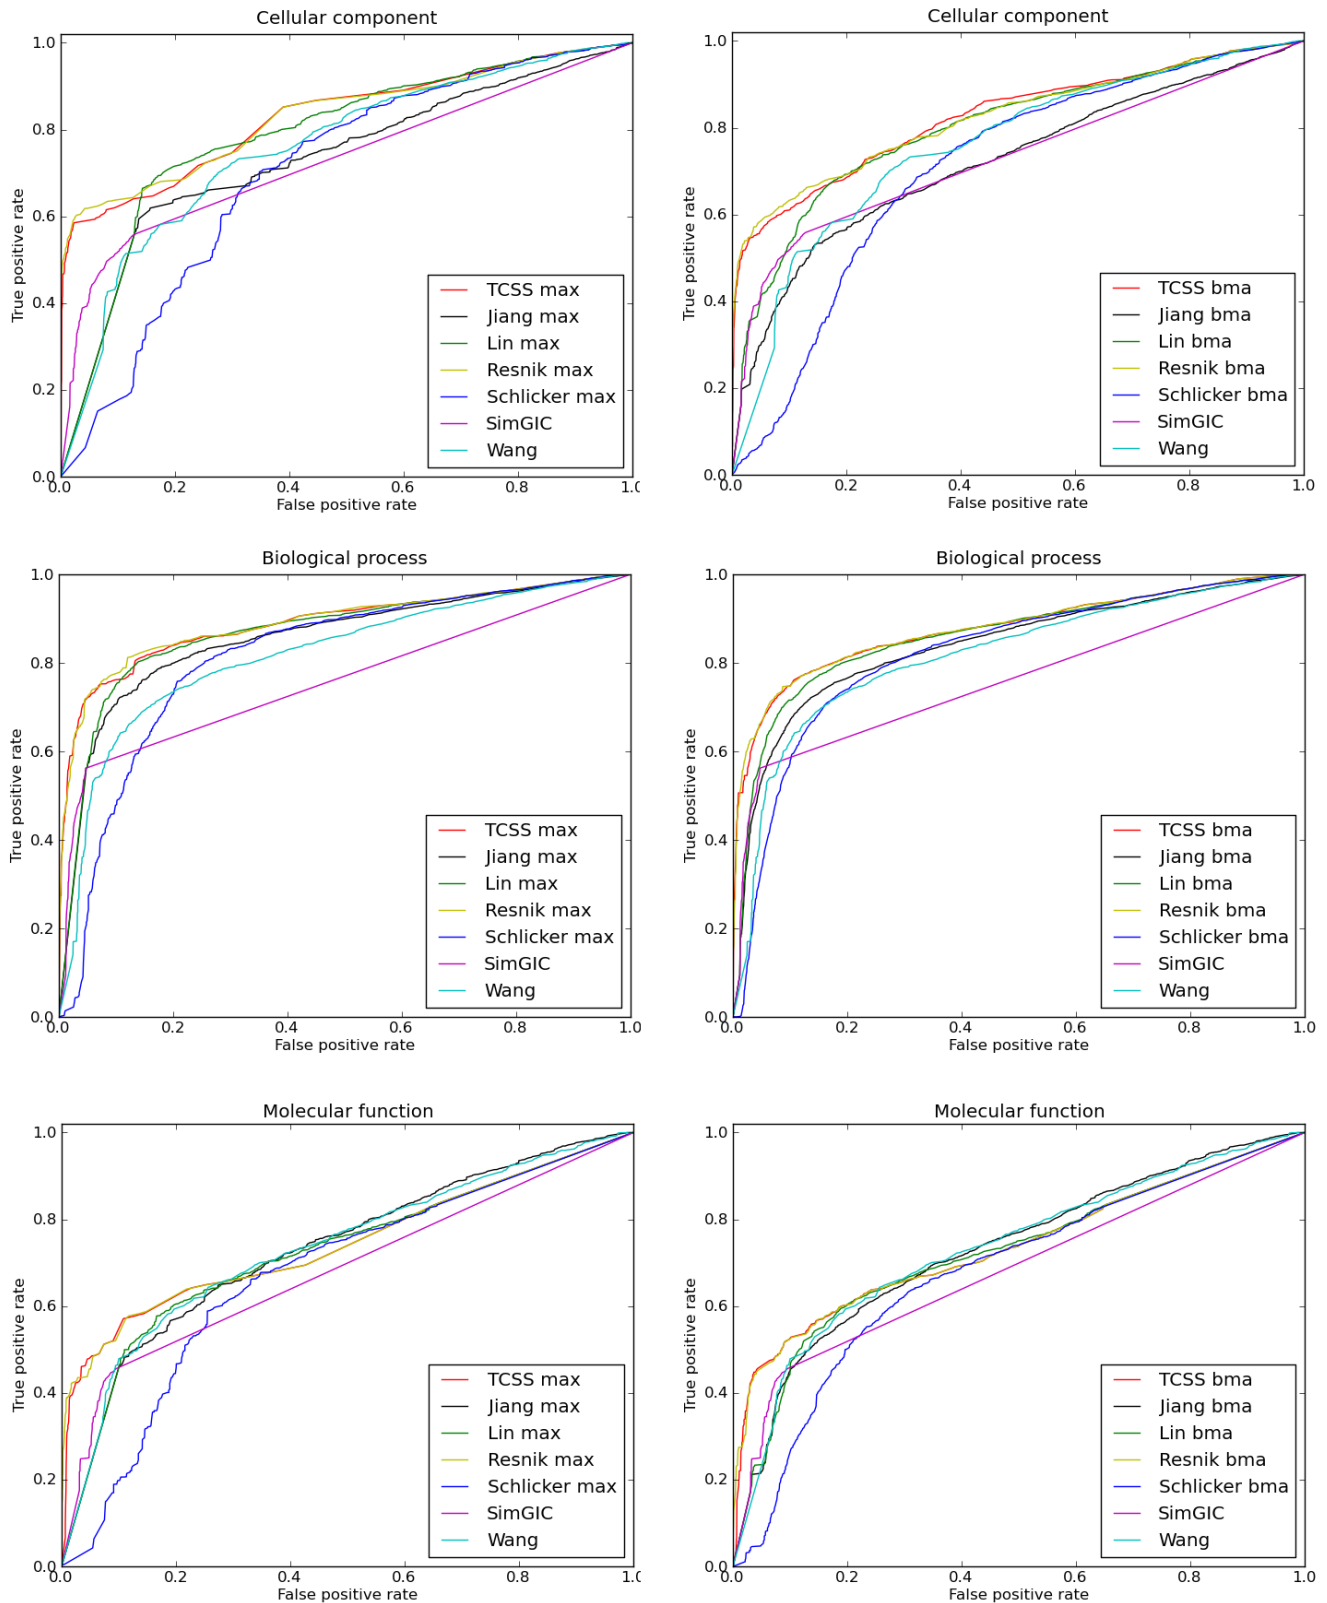 Cellular component
1.0
0.8
0.6
0.4
0.2
0.0
True positive rate
TCSS max
Jiang max
Lin max
Resnik max
Schlicker max
SimGIC
Wang
0.0 0.2 0.4 0.6 0.8 1.0
False positive rate
Cellular component
1.0
0.8
0.6
0.4
0.2
0.0
True positive rate
TCSS bma
Jiang bma
Lin bma
Resnik bma
Schlicker bma
SimGIC
Wang
0.0 0.2 0.4 0.6 0.8 1.0
False positive rate
Biological process
1.0
0.8
0.6
0.4
0.2
0.0
True positive rate
TCSS max
Jiang max
Lin max
Resnik max
Schlicker max
SimGIC
Wang
0.0 0.2 0.4 0.6 0.8 1.0
False positive rate
Biological process
1.0
0.8
0.6
0.4
0.2
0.0
True positive rate
TCSS bma
Jiang bma
Lin bma
Resnik bma
Schlicker bma
SimGIC
Wang
0.0 0.2 0.4 0.6 0.8 1.0
False positive rate
Molecular function
1.0
0.8
0.6
0.4
0.2
0.0
True positive rate
TCSS max
Jiang max
Lin max
Resnik max
Schlicker max
SimGIC
Wang
0.0 0.2 0.4 0.6 0.8 1.0
False positive rate
Molecular function
1.0
0.8
0.6
0.4
0.2
0.0
True positive rate
TCSS bma
Jiang bma
Lin bma
Resnik bma
Schlicker bma
SimGIC
Wang
0.0 0.2 0.4 0.6 0.8 1.0
False positive rate